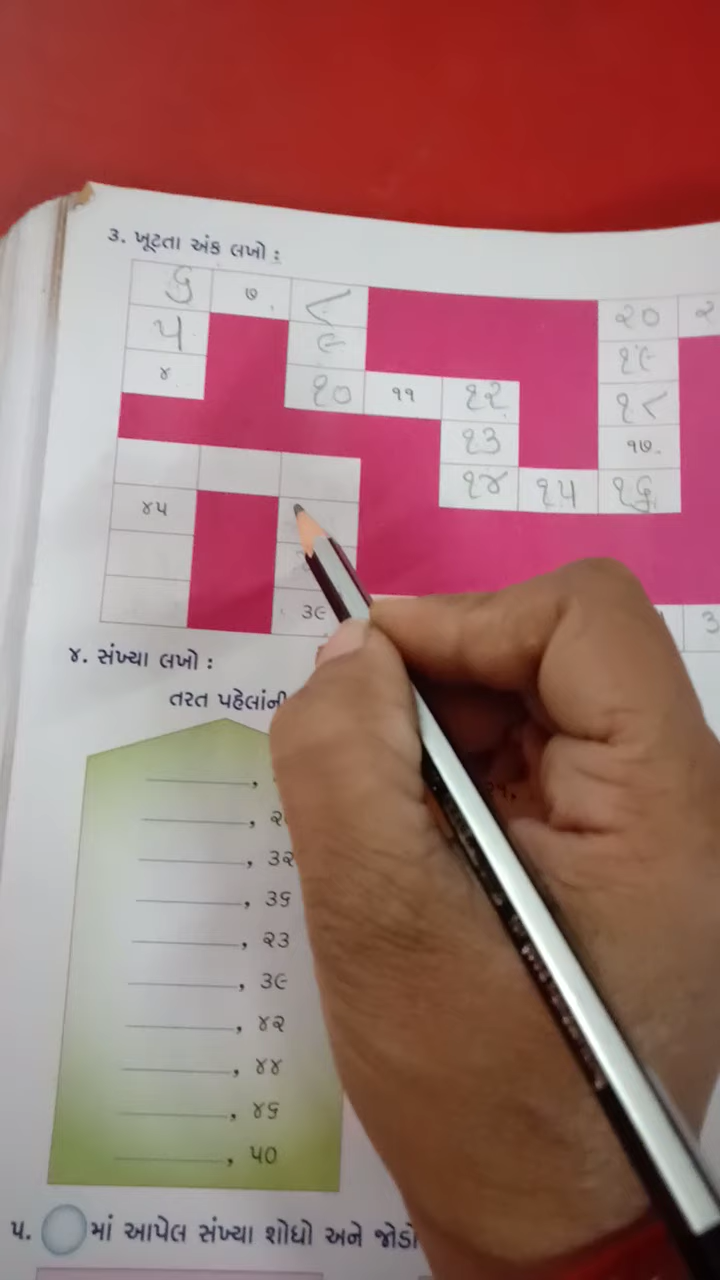 ૩. ખૂટતા અંક લખો :
૬ ૭ ૮ ૨૦
૫ ૯ ૧૯
૪ ૧૦ ૧૧ ૧૨ ૧૮
૧૩ ૧૭
૧૪ ૧૫ ૧૬
૪૫
૩૯
૪. સંખ્યા લખો :
તરત પહેલાંની
, ૩૨
, ૩૬
, ૨૩
, ૩૯
, ૪૨
, ૪૪
, ૪૬
, ૫૦
૫. માં આપેલ સંખ્યા શોધો અને જોડો